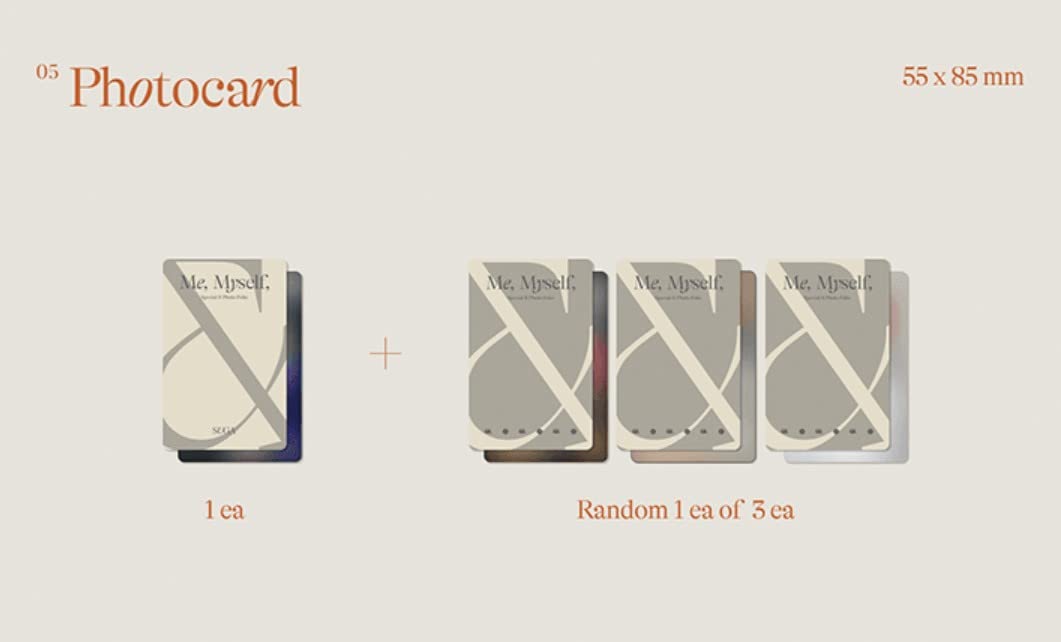 05 Photocard
55 x 85 mm
Me, Myself,
Special 8 Photo-Folio
SUGA
Me, Myself,
Special 8 Photo-Folio
Me, Myself,
Special 8 Photo-Folio
Me, Myself,
Special 8 Photo-Folio
+
1 ea
Random 1 ea of 3 ea